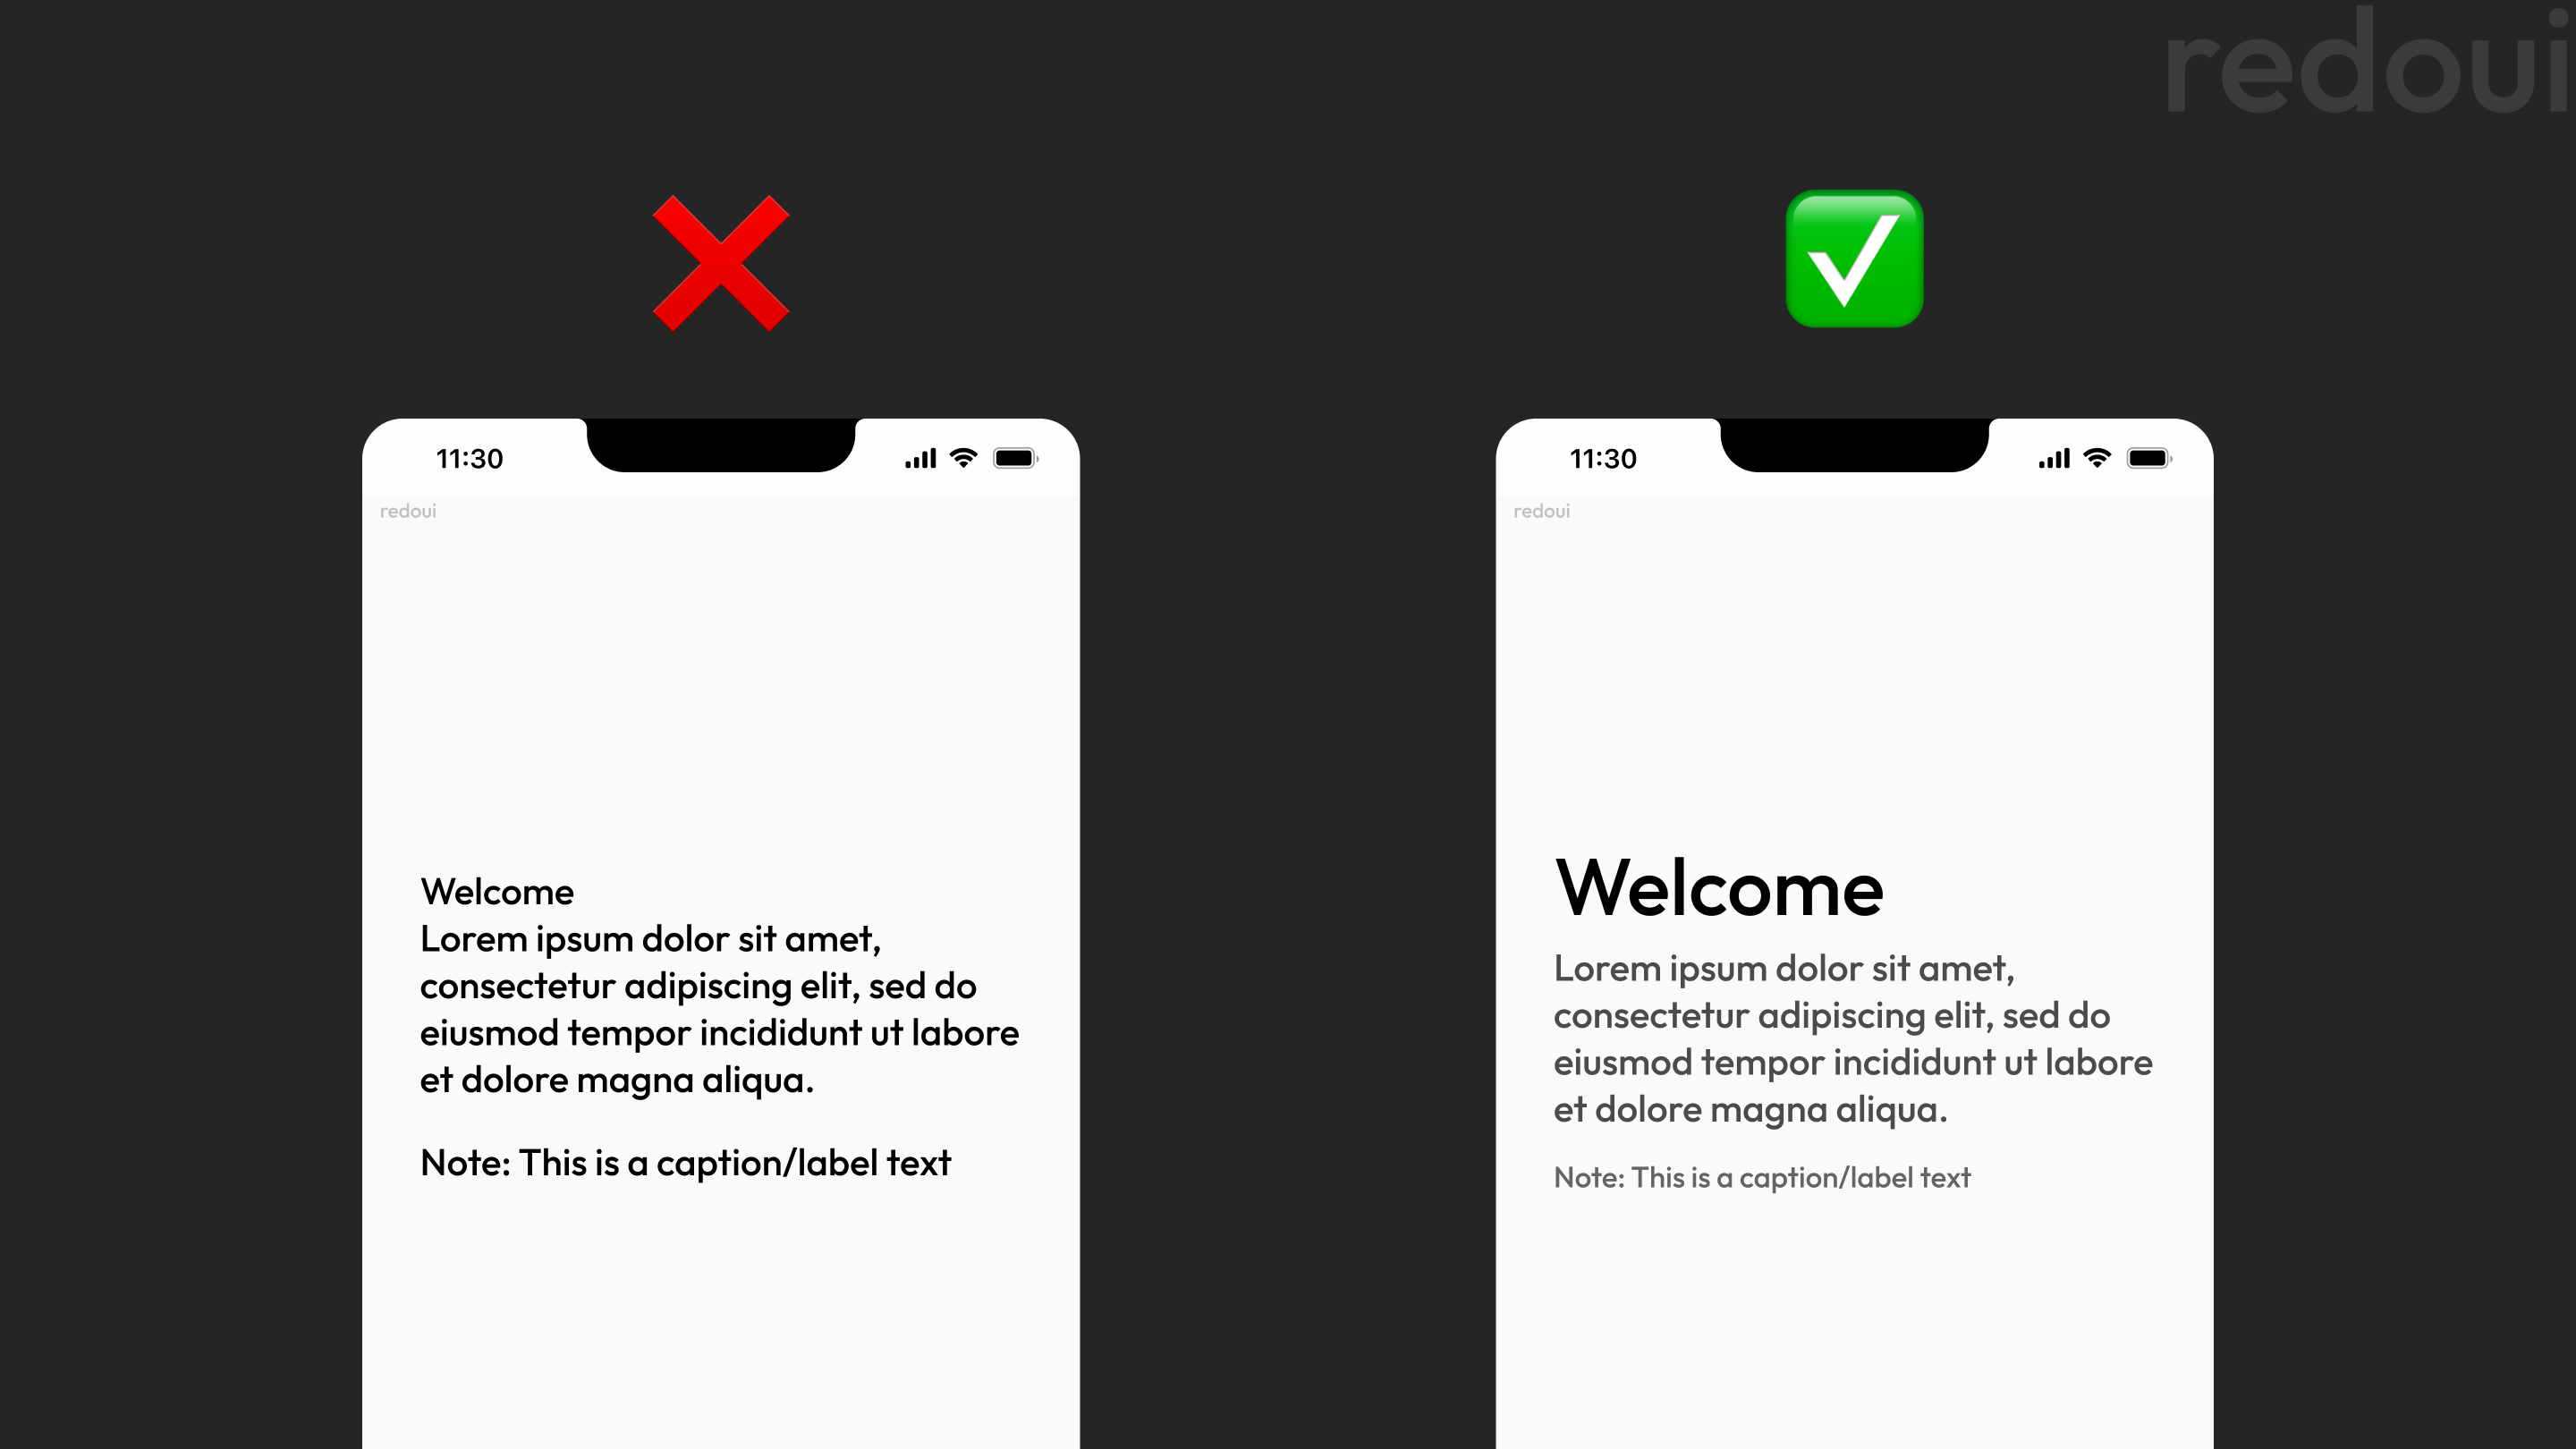 redoui
11:30
redoui
Welcome
Lorem ipsum dolor sit amet,
consectetur adipiscing elit, sed do
eiusmod tempor incididunt ut labore
et dolore magna aliqua.
Note: This is a caption/label text
11:30
redoui
Welcome
Lorem ipsum dolor sit amet,
consectetur adipiscing elit, sed do
eiusmod tempor incididunt ut labore
et dolore magna aliqua.
Note: This is a caption/label text